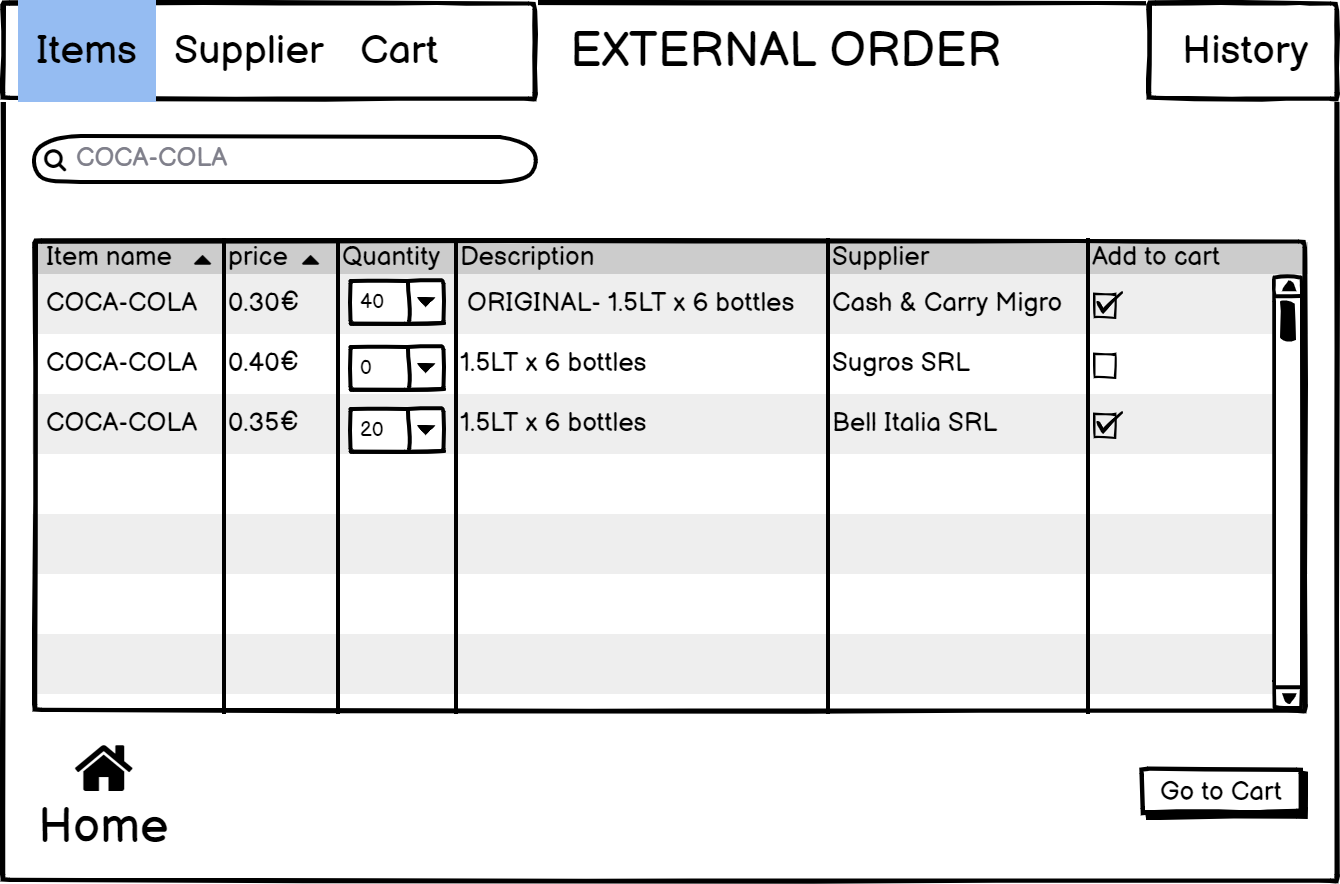 Items Supplier Cart EXTERNAL ORDER History
COCA-COLA
Item name price Quantity Description Supplier Add to cart
COCA-COLA 0.30€ 40 ORIGINAL- 1.5LT x 6 bottles Cash & Carry Migro
COCA-COLA 0.40€ 0 1.5LT x 6 bottles Sugros SRL
COCA-COLA 0.35€ 20 1.5LT x 6 bottles Bell Italia SRL
Go to Cart
Home